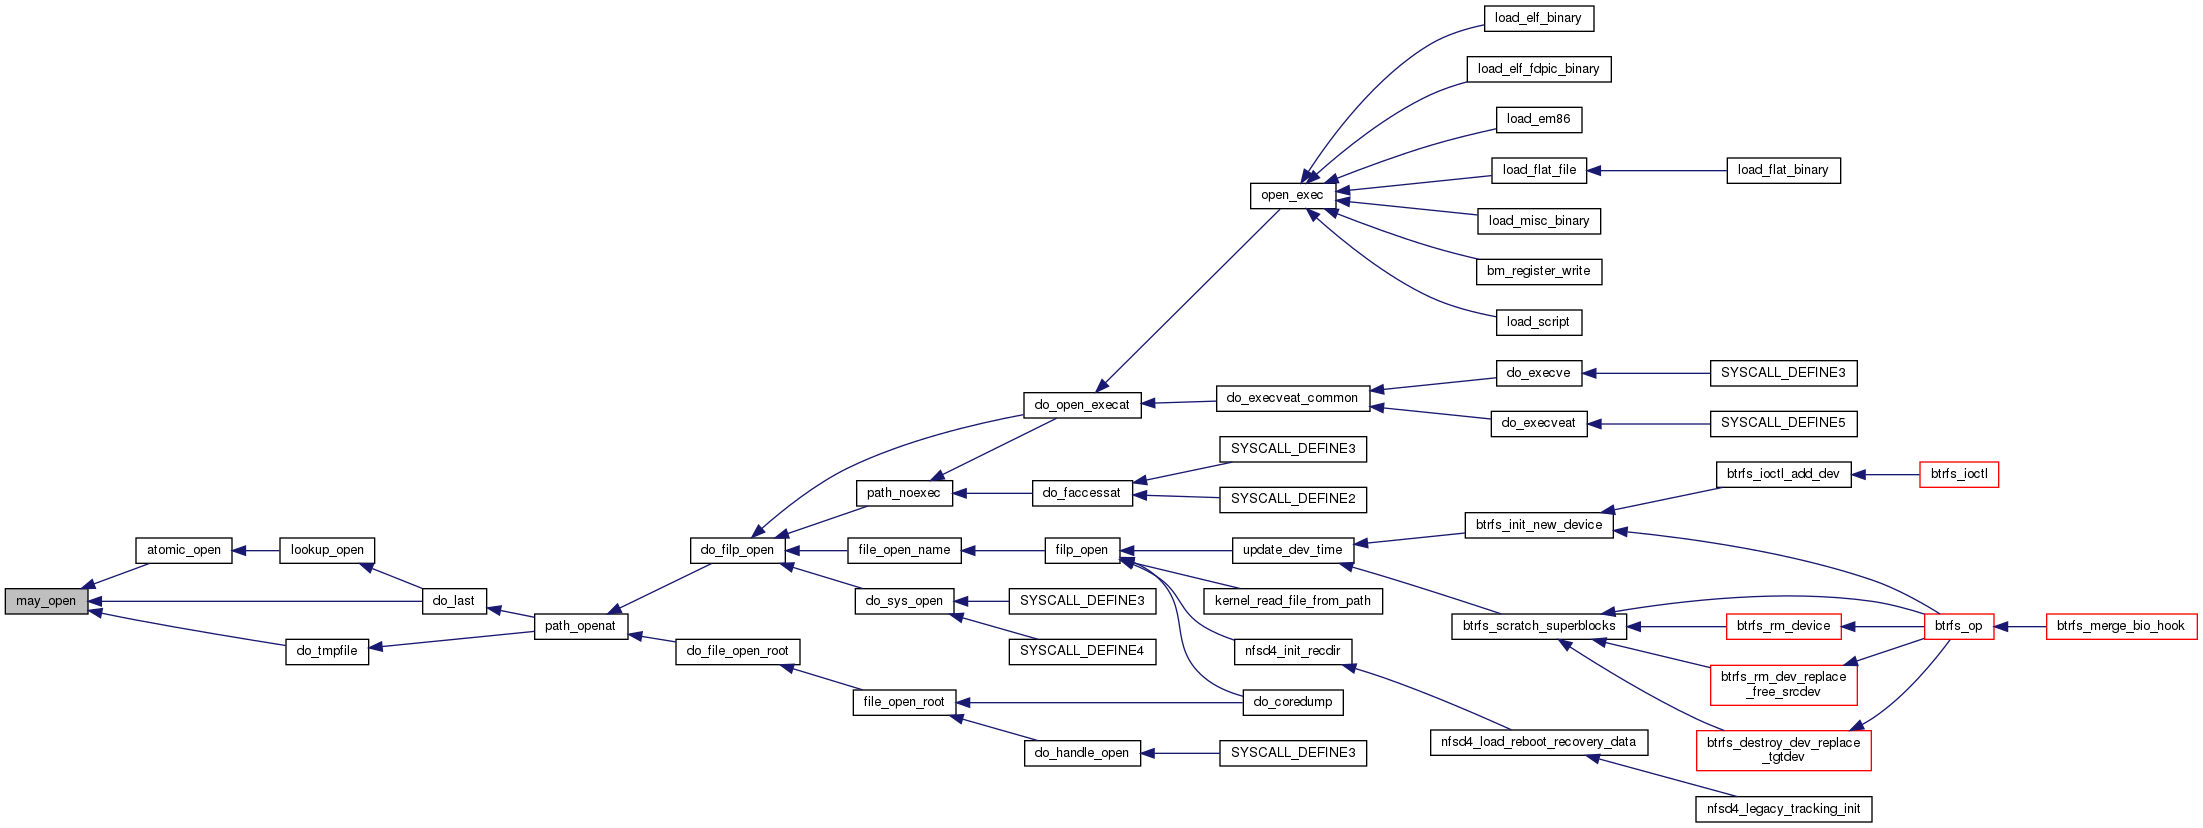 load_elf_binary
load_elf_fdpic_binary
load_em86
load_flat_file
load_flat_binary
open_exec
load_misc_binary
bm_register_write
load_script
do_execve
SYSCALL_DEFINE3
do_open_execat
do_execveat_common
do_execveat
SYSCALL_DEFINE5
SYSCALL_DEFINE3
btrfs_ioctl_add_dev
btrfs_ioctl
path_noexec
do_faccessat
SYSCALL_DEFINE2
btrfs_init_new_device
atomic_open
lookup_open
do_filp_open
file_open_name
filp_open
update_dev_time
may_open
do_last
do_sys_open
SYSCALL_DEFINE3
kernel_read_file_from_path
path_openat
btrfs_scratch_superblocks
btrfs_rm_device
btrfs_op
btrfs_merge_bio_hook
do_tmpfile
do_file_open_root
SYSCALL_DEFINE4
nfsd4_init_recdir
btrfs_rm_dev_replace
_free_srcdev
file_open_root
do_coredump
nfsd4_load_reboot_recovery_data
btrfs_destroy_dev_replace
_tgtdev
do_handle_open
SYSCALL_DEFINE3
nfsd4_legacy_tracking_init